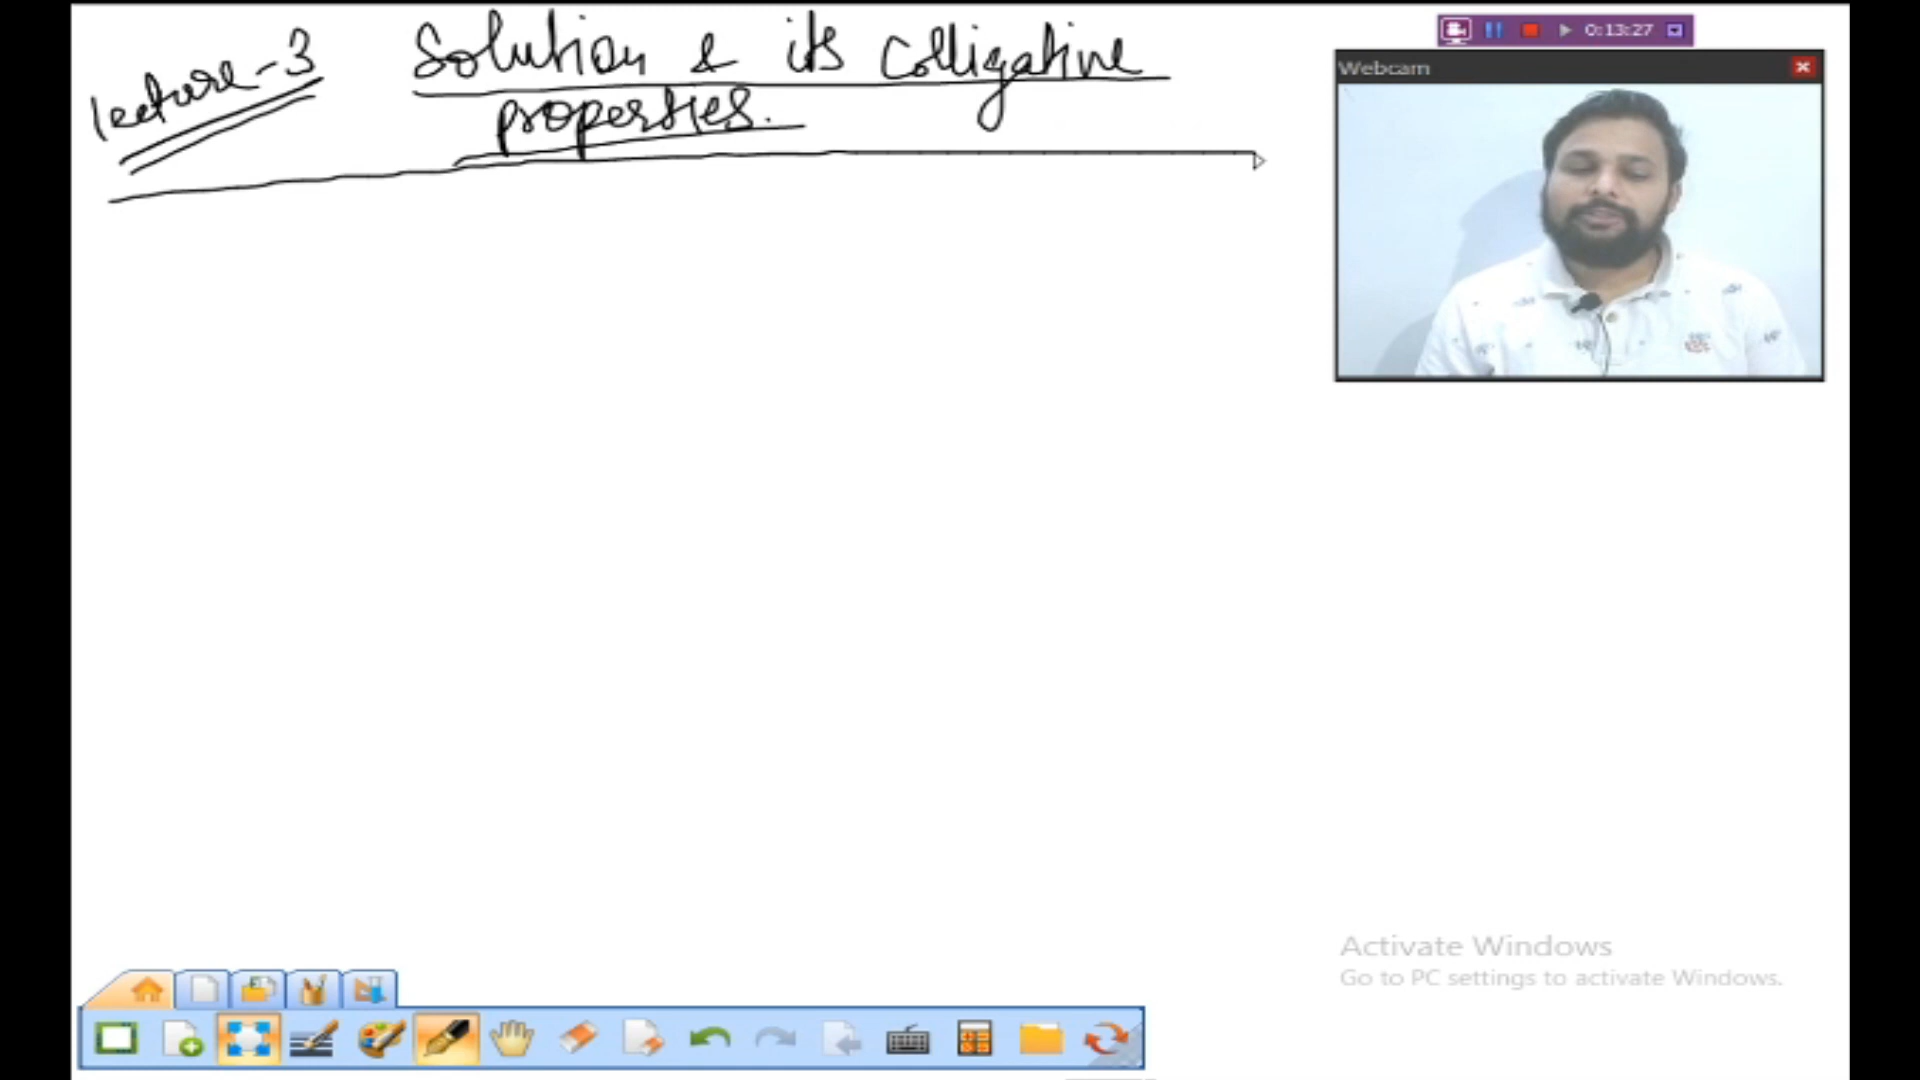 lecture-3 Solution & its Colligative
properties.
0:13:27
Webcam
Activate Windows
Go to PC settings to activate Windows.